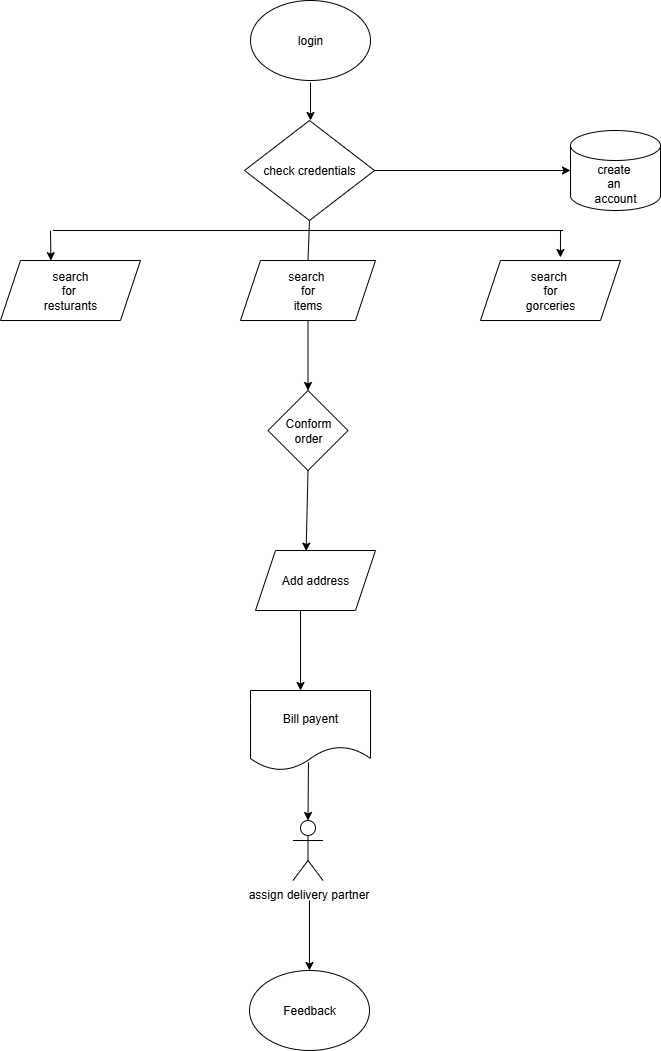 login
check credentials
create
an
account
search
for
resturants
search
for
items
search
for
gorceries
Conform
order
Add address
Bill payent
assign delivery partner
Feedback